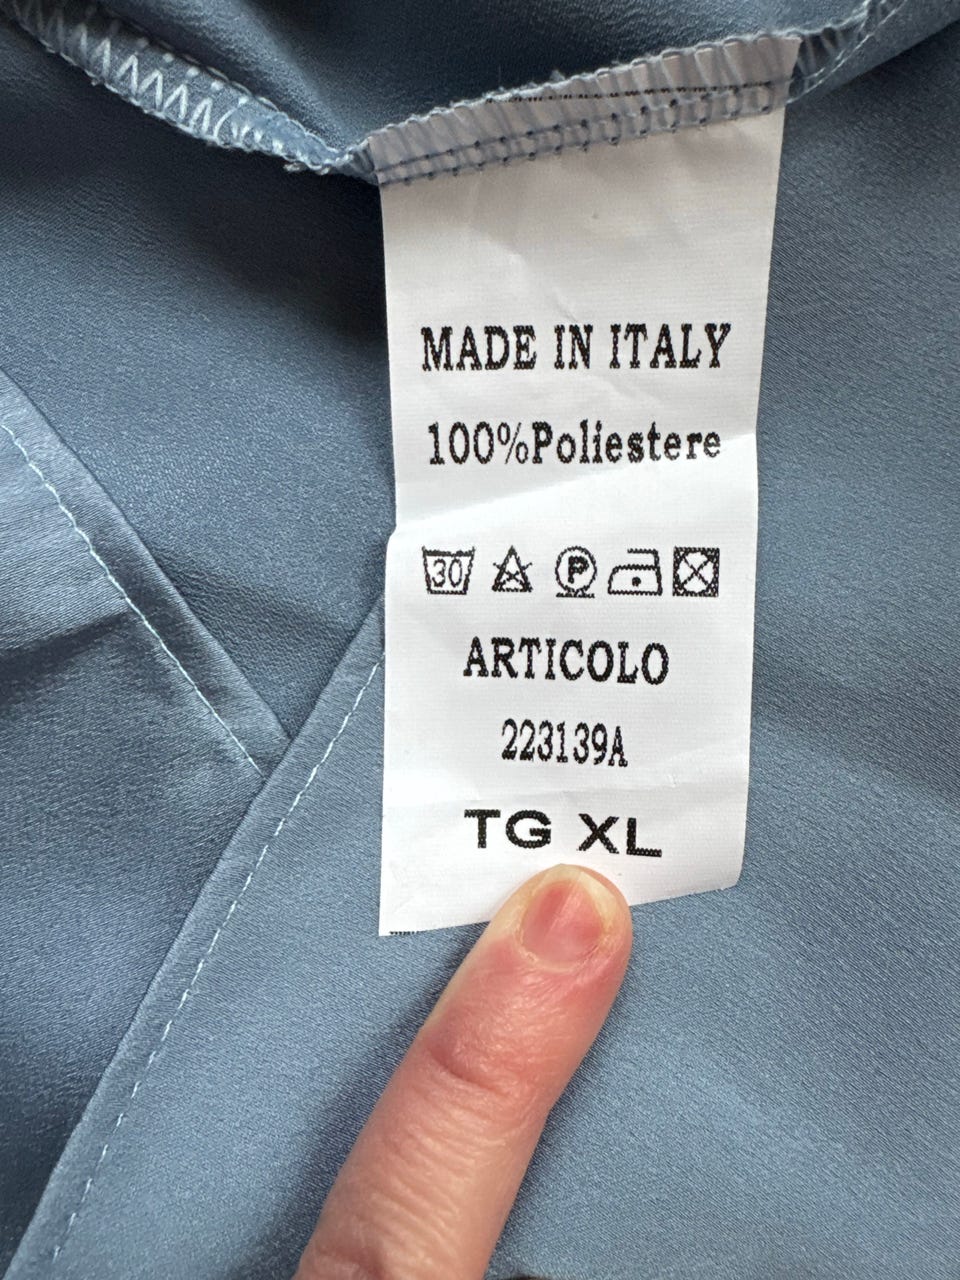 MADE IN ITALY
100%Poliestere
30 P
ARTICOLO
223139A
TG XL